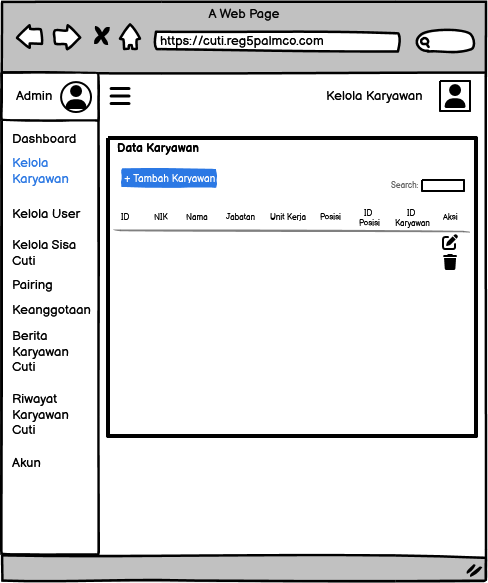 A Web Page
https://cuti.reg5palmco.com
Admin
Kelola Karyawan
Dashboard
Kelola
Karyawan
Kelola User
Kelola Sisa
Cuti
Pairing
Keanggotaan
Berita
Karyawan
Cuti
Riwayat
Karyawan
Cuti
Akun
Data Karyawan
+ Tambah Karyawan
Search:
ID NIK Nama Jabatan Unit Kerja Posisi ID Posisi ID Karyawan Aksi